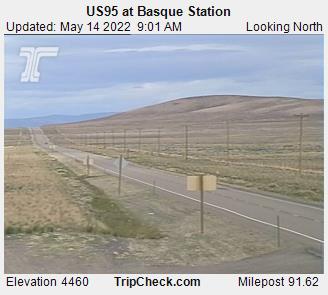 US95 at Basque Station
Updated: May 14 2022 9:01 AM Looking North
Elevation 4460 TripCheck.com Milepost 91.62